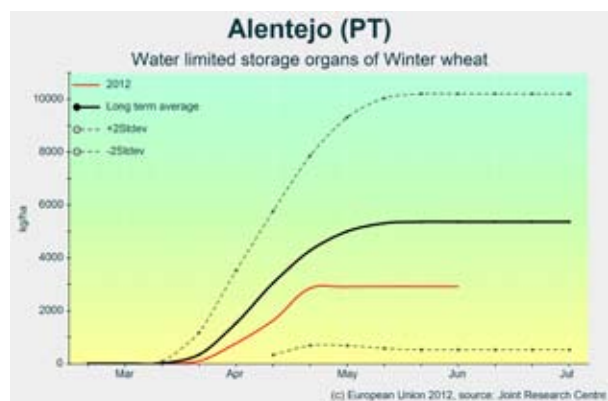 Alentejo (PT)
Water limited storage organs of Winter wheat
2012
Long term average
+2Stdev
-2Stdev
kg/ha
10000
8000
6000
4000
2000
0
Mar Apr May Jun Jul
(c) European Union 2012, source: Joint Research Centre